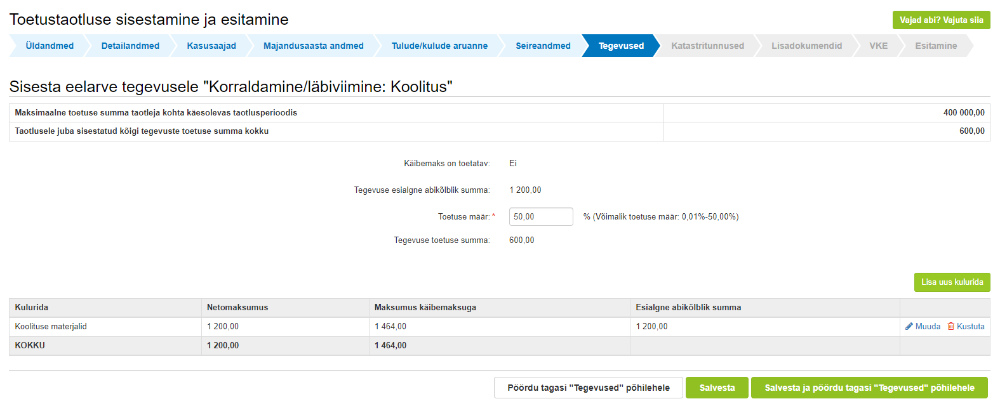 Toetustaotluse sisestamine ja esitamine
Vajad abi? Vajuta siia
Üldandmed Detailandmed Kasusaajad Majandusaasta andmed Tulude/kulude aruanne Seireandmed Tegevused Katastritunnused Lisadokumendid VKE Esitamine
Sisesta eelarve tegevusele "Korraldamine/läbiviimine: Koolitus"
Maksimaalne toetuse summa taotleja kohta käesolevas taotlusperioodis 400 000,00
Taotlusele juba sisestatud kõigi tegevuste toetuse summa kokku 600,00
Käibemaks on toetatav: Ei
Tegevuse esialgne abikõlblik summa: 1 200,00
Toetuse määr: * 50,00 % (Võimalik toetuse määr: 0,01%-50,00%)
Tegevuse toetuse summa: 600,00
Lisa uus kulurida
Kulurida Netomaksumus Maksumus käibemaksuga Esialgne abikõlblik summa
Koolituse materjalid 1 200,00 1 464,00 1 200,00 Muuda Kustuta
KOKKU 1 200,00 1 464,00
Pöördu tagasi "Tegevused" põhilehele Salvesta Salvesta ja pöördu tagasi "Tegevused" põhilehele